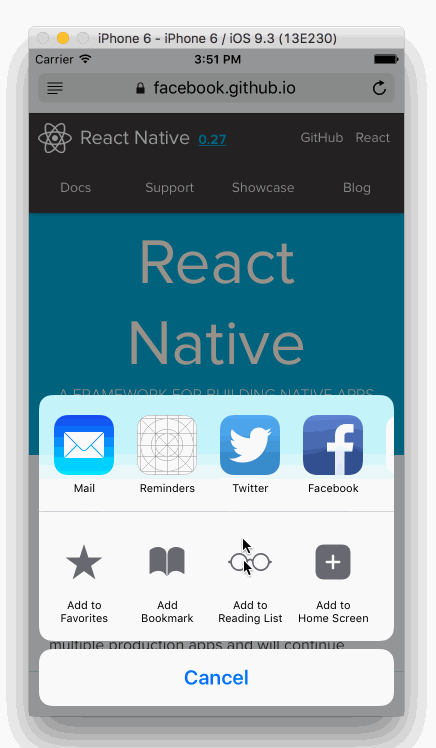 iPhone 6 - iPhone 6 / iOS 9.3 (13E230)
Carrier 3:51 PM
facebook.github.io
React Native 0.27 GitHub React
Docs Support Showcase Blog
React
Native
A FRAMEWORK FOR BUILDING NATIVE APPS
Mail Reminders Twitter Facebook
Add to Favorites
Add Bookmark
Add to Reading List
Add to Home Screen
multiple production apps and will continue
Cancel